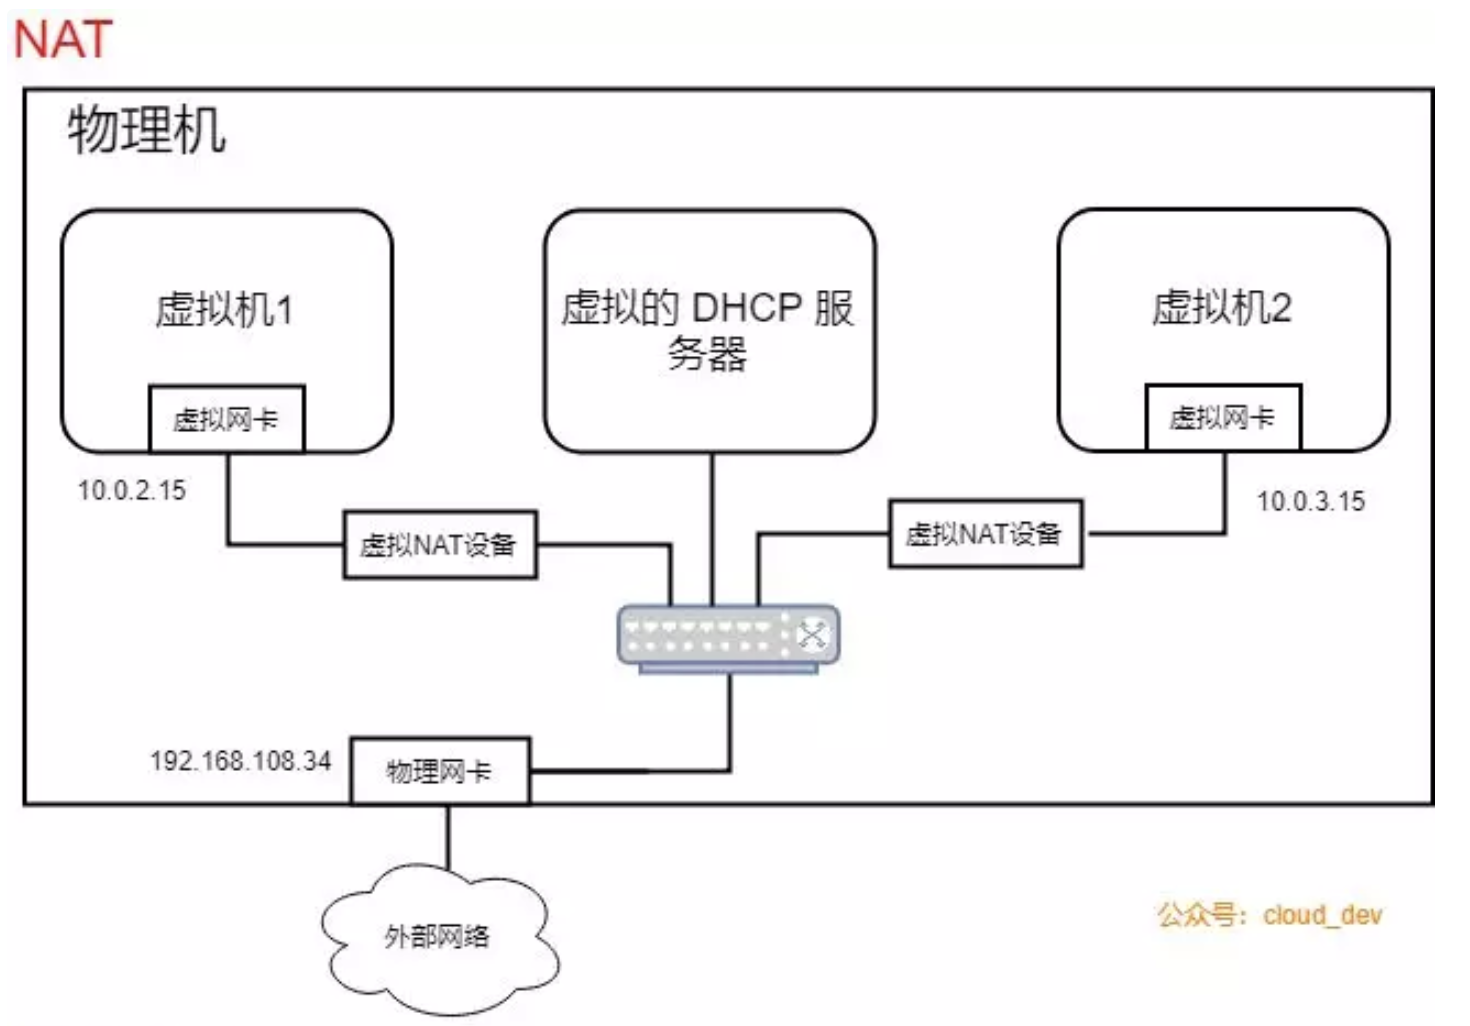 NAT
物理机
虚拟机1
虚拟网卡
10.0.2.15
虚拟的 DHCP 服
务器
虚拟机2
虚拟网卡
10.0.3.15
虚拟NAT设备
虚拟NAT设备
192.168.108.34
物理网卡
外部网络
公众号：cloud_dev